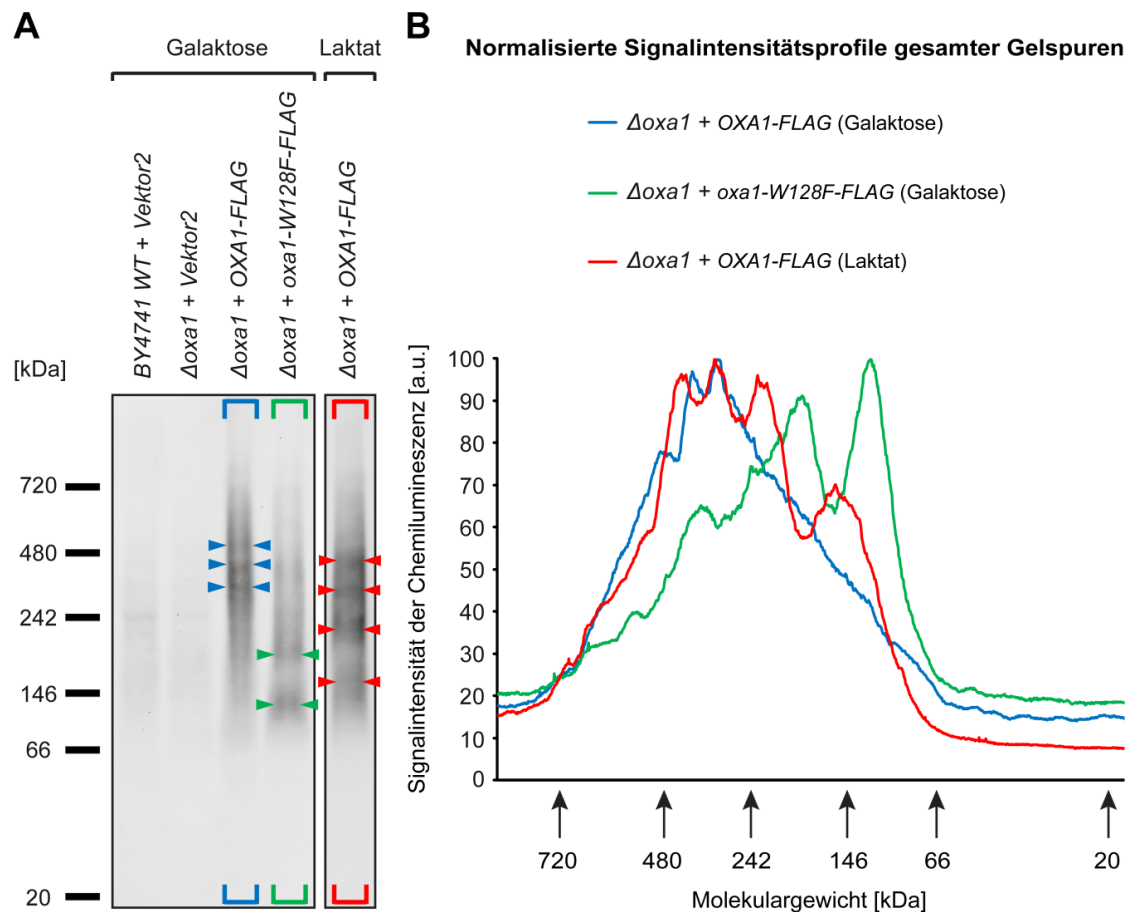 A
Galaktose
Laktat
[kDa]
BY4741 WT + Vektor2
Δoxa1 + Vektor2
Δoxa1 + OXA1-FLAG
Δoxa1 + oxa1-W128F-FLAG
Δoxa1 + OXA1-FLAG
720
480
242
146
66
20
B
Normalisierte Signalintensitätsprofile gesamter Gelspuren
Δoxa1 + OXA1-FLAG (Galaktose)
Δoxa1 + oxa1-W128F-FLAG (Galaktose)
Δoxa1 + OXA1-FLAG (Laktat)
Signalintensität der Chemilumineszenz [a.u.]
100
90
80
70
60
50
40
30
20
10
0
720 480 242 146 66 20
Molekulargewicht [kDa]